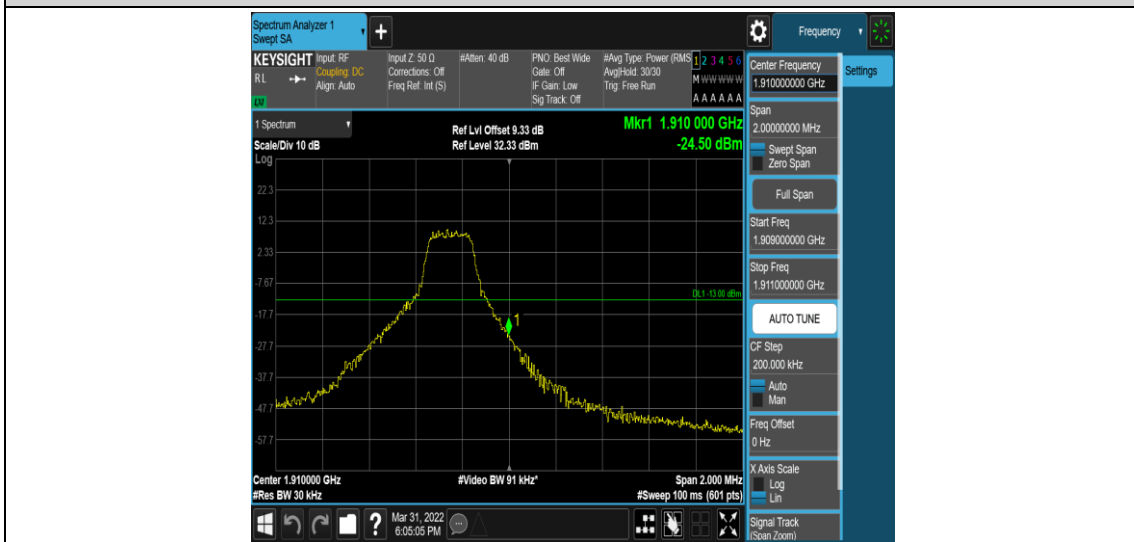 Spectrum Analyzer 1
Swept SA
+
Frequency
KEYSIGHT
RL
LXI
Input: RF
Coupling: DC
Align: Auto
Input Z: 50 Ω
Corrections: Off
Freq Ref: Int (S)
#Atten: 40 dB
PNO: Best Wide
Gate: Off
IF Gain: Low
Sig Track: Off
#Avg Type: Power (RMS
Avg|Hold: 30/30
Trig: Free Run
1 2 3 4 5 6
M W W W W W
A A A A A A
1 Spectrum
Scale/Div 10 dB
Ref Lvl Offset 9.33 dB
Ref Level 32.33 dBm
Mkr1 1.910 000 GHz
-24.50 dBm
Log
22.3
12.3
2.33
-7.67
-17.7
-27.7
-37.7
-47.7
-57.7
DL1 -13.00 dBm
1
Center 1.910000 GHz
#Res BW 30 kHz
#Video BW 91 kHz*
Span 2.000 MHz
#Sweep 100 ms (601 pts)
Center Frequency
1.910000000 GHz
Settings
Span
2.00000000 MHz
Swept Span
Zero Span
Full Span
Start Freq
1.909000000 GHz
Stop Freq
1.911000000 GHz
AUTO TUNE
CF Step
200.000 kHz
Auto
Man
Freq Offset
0 Hz
X Axis Scale
Log
Lin
Signal Track
(Span Zoom)
?
Mar 31, 2022
6:05:05 PM